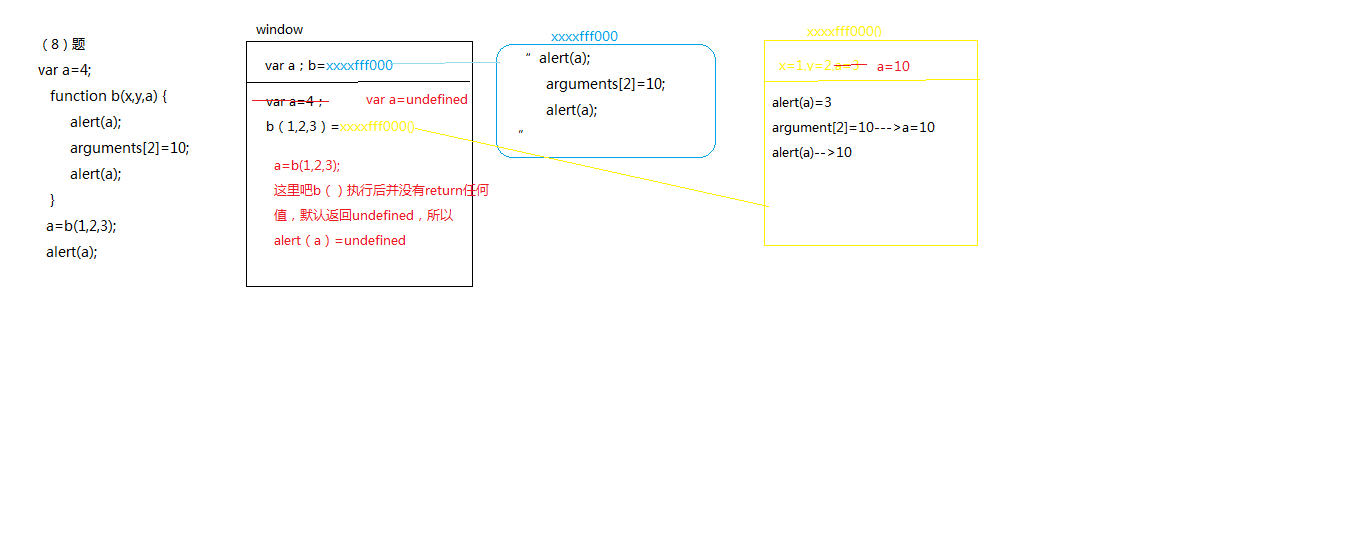 （8）题
var a=4;
function b(x,y,a) {
alert(a);
arguments[2]=10;
alert(a);
}
a=b(1,2,3);
alert(a);
window
var a；b=xxxxfff000
var a=4；
var a=undefined
b（1,2,3）=xxxxfff000()
a=b(1,2,3);
这里吧b（）执行后并没有return任何
值，默认返回undefined，所以
alert（a）=undefined
xxxxfff000
“ alert(a);
arguments[2]=10;
alert(a);
”
xxxxfff000()
x=1,y=2,a=3
a=10
alert(a)=3
argument[2]=10--->a=10
alert(a)-->10